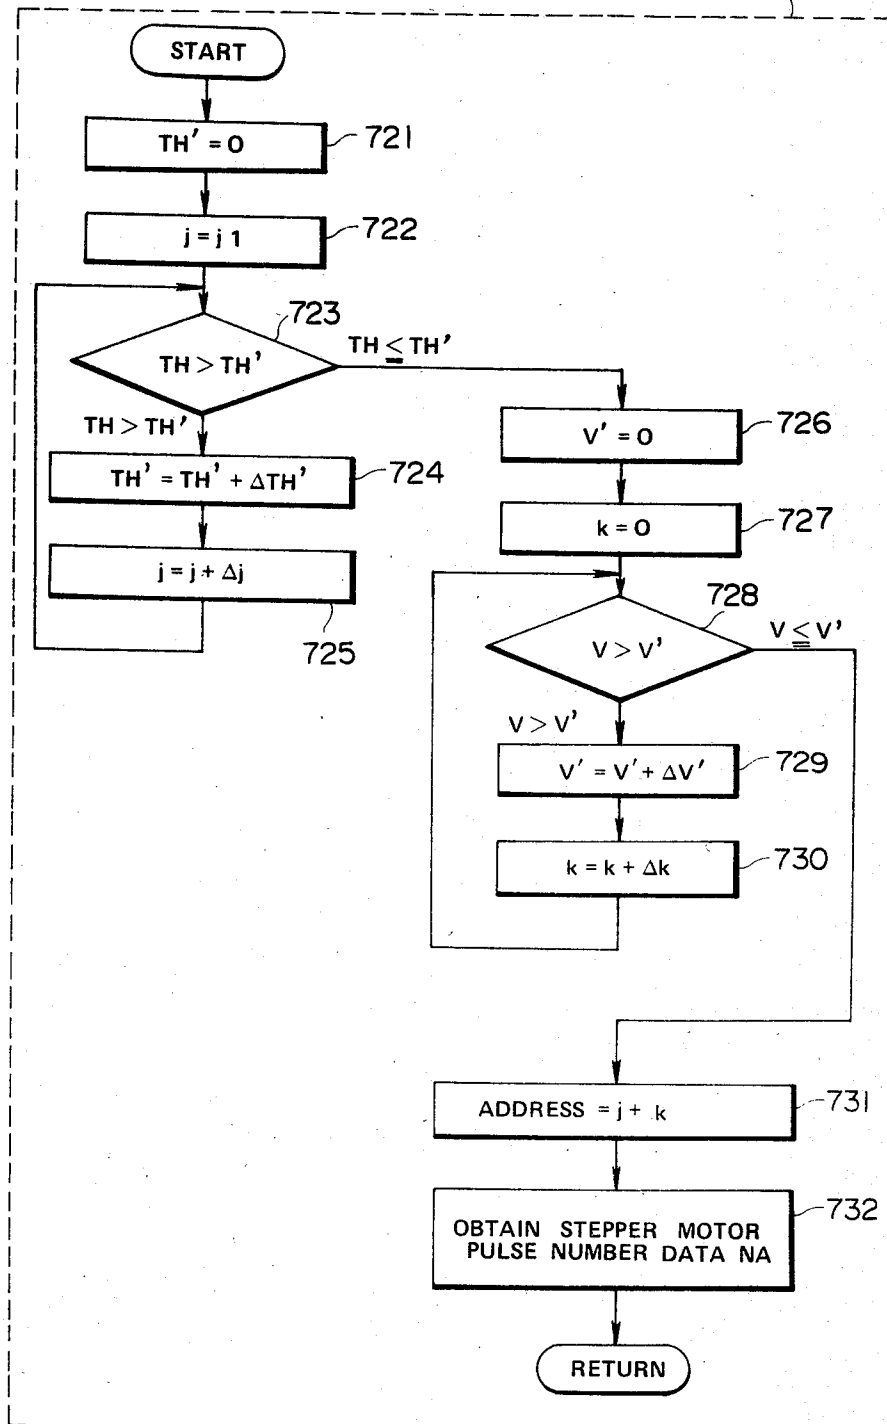 START
TH' = 0
721
j = j 1
722
723
TH > TH'
TH ≦ TH'
TH > TH'
TH' = TH' + ΔTH'
724
j = j + Δj
725
V' = 0
726
k = 0
727
728
V > V'
V ≦ V'
V > V'
V' = V' + ΔV'
729
k = k + Δk
730
ADDRESS = j + k
731
OBTAIN STEPPER MOTOR
PULSE NUMBER DATA NA
732
RETURN